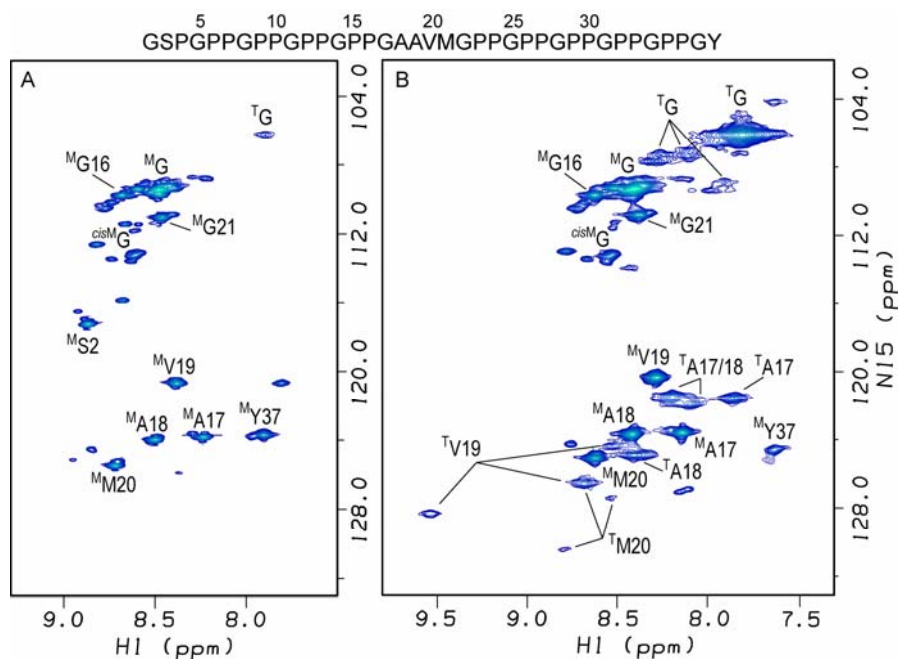 5 10 15 20 25 30
GSPGPPGPPGPPGPPGAAVMGPPGPPGPPGPPGPPGY
A
104.0
TG
MG16
MG
MG21
cisMG
112.0
MS2
MV19
120.0
MA18
MA17
MY37
MM20
128.0
9.0 8.5 8.0
H1 (ppm)
B
104.0
TG
TG
MG16
MG
MG21
cisMG
112.0
MV19
TA17/18
TA17
120.0
N15 (ppm)
MA18
MA17
MY37
TV19
MM20
TA18
TM20
128.0
9.5 9.0 8.5 8.0 7.5
H1 (ppm)